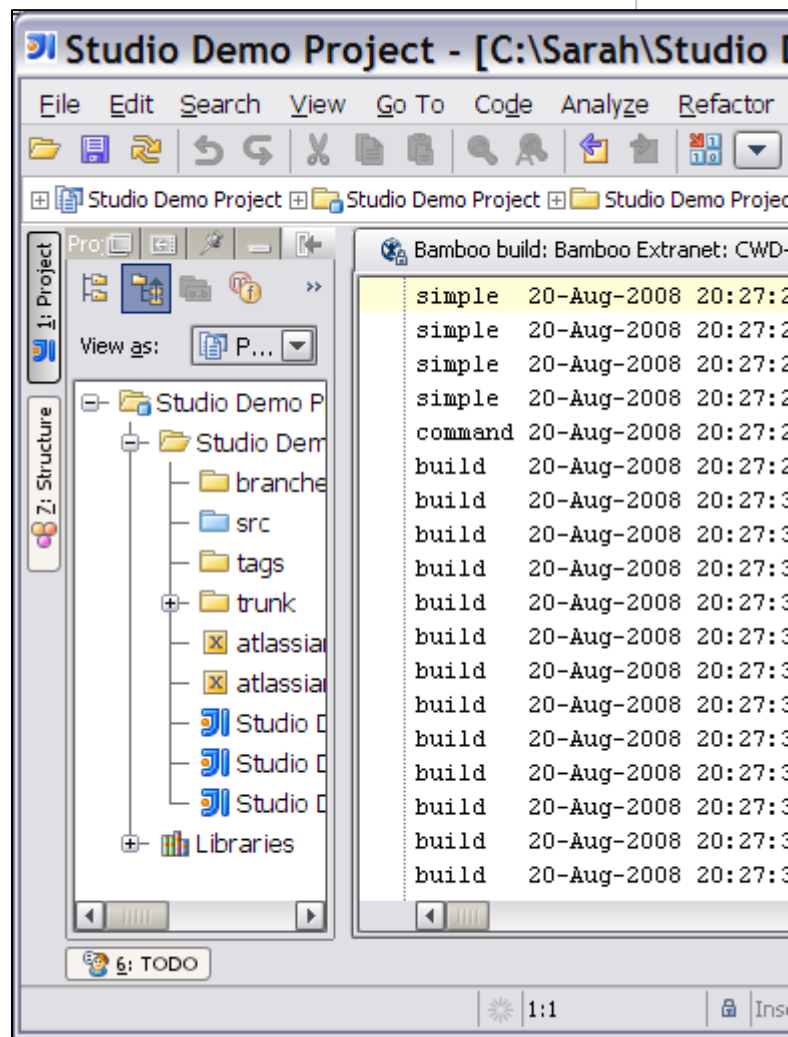 Studio Demo Project - [C:\Sarah\Studio
File Edit Search View Go To Code Analyze Refactor
Studio Demo Project Studio Demo Project Studio Demo Projec
1: Project
7: Structure
View as: P...
Studio Demo P
Studio Dem
branche
src
tags
trunk
atlassia
atlassia
Studio
Studio
Studio
Libraries
Bamboo build: Bamboo Extranet: CWD-
simple 20-Aug-2008 20:27:2
simple 20-Aug-2008 20:27:2
simple 20-Aug-2008 20:27:2
simple 20-Aug-2008 20:27:2
command 20-Aug-2008 20:27:2
build 20-Aug-2008 20:27:2
build 20-Aug-2008 20:27:3
build 20-Aug-2008 20:27:3
build 20-Aug-2008 20:27:3
build 20-Aug-2008 20:27:3
build 20-Aug-2008 20:27:3
build 20-Aug-2008 20:27:3
build 20-Aug-2008 20:27:3
build 20-Aug-2008 20:27:3
build 20-Aug-2008 20:27:3
build 20-Aug-2008 20:27:3
build 20-Aug-2008 20:27:3
build 20-Aug-2008 20:27:3
6: TODO
1:1 Ins